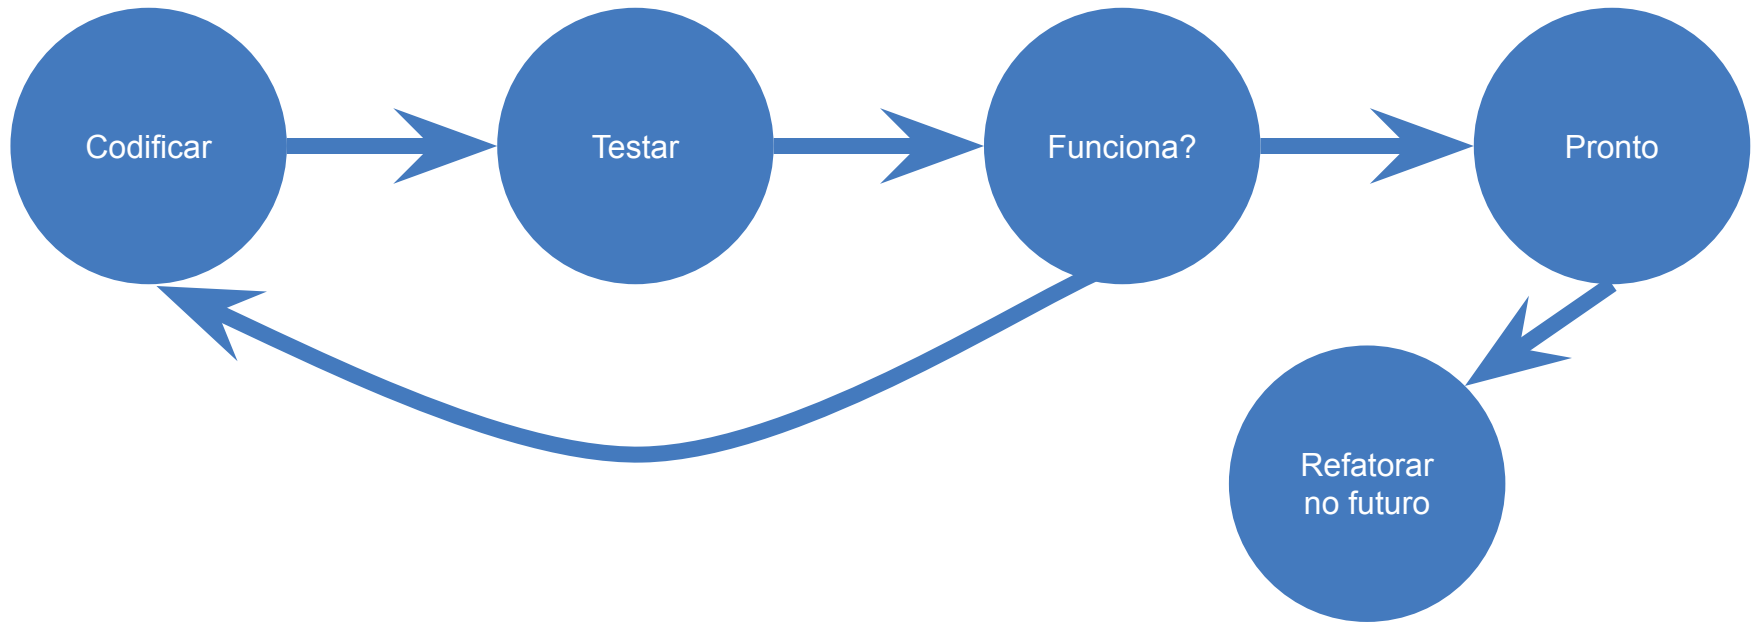 Codificar
Testar
Funciona?
Pronto
Refatorar
no futuro